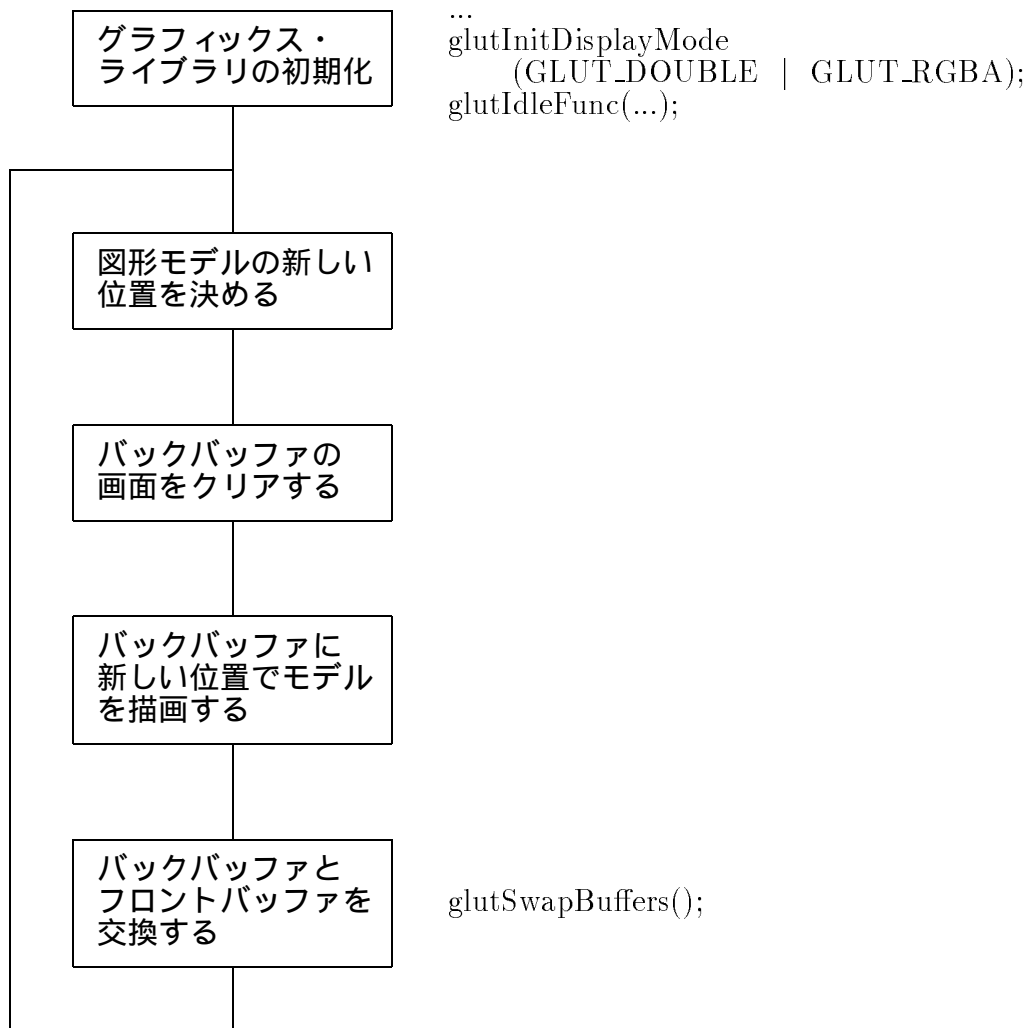 グラフィックス・
ライブラリの初期化
...
glutInitDisplayMode
(GLUT_DOUBLE | GLUT_RGBA);
glutIdleFunc(...);
図形モデルの新しい
位置を決める
バックバッファの
画面をクリアする
バックバッファに
新しい位置でモデル
を描画する
バックバッファと
フロントバッファを
交換する
glutSwapBuffers();